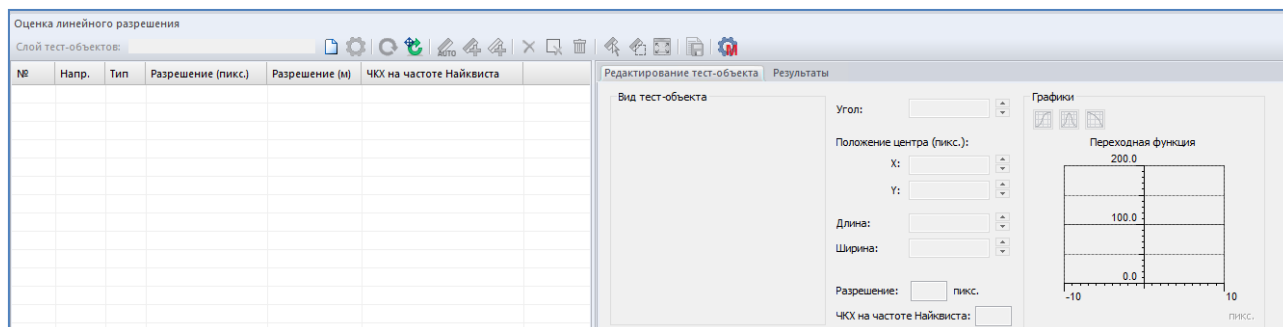 Оценка линейного разрешения
Слой тест-объектов:
AUTO
M
№ Напр. Тип Разрешение (пикс.) Разрешение (м) ЧКХ на частоте Найквиста
Редактирование тест-объекта Результаты
Вид тест-объекта
Угол:
Положение центра (пикс.):
X:
Y:
Длина:
Ширина:
Разрешение: пикс.
ЧКХ на частоте Найквиста:
Графики
Переходная функция
200.0
100.0
0.0
-10 10
пикс.